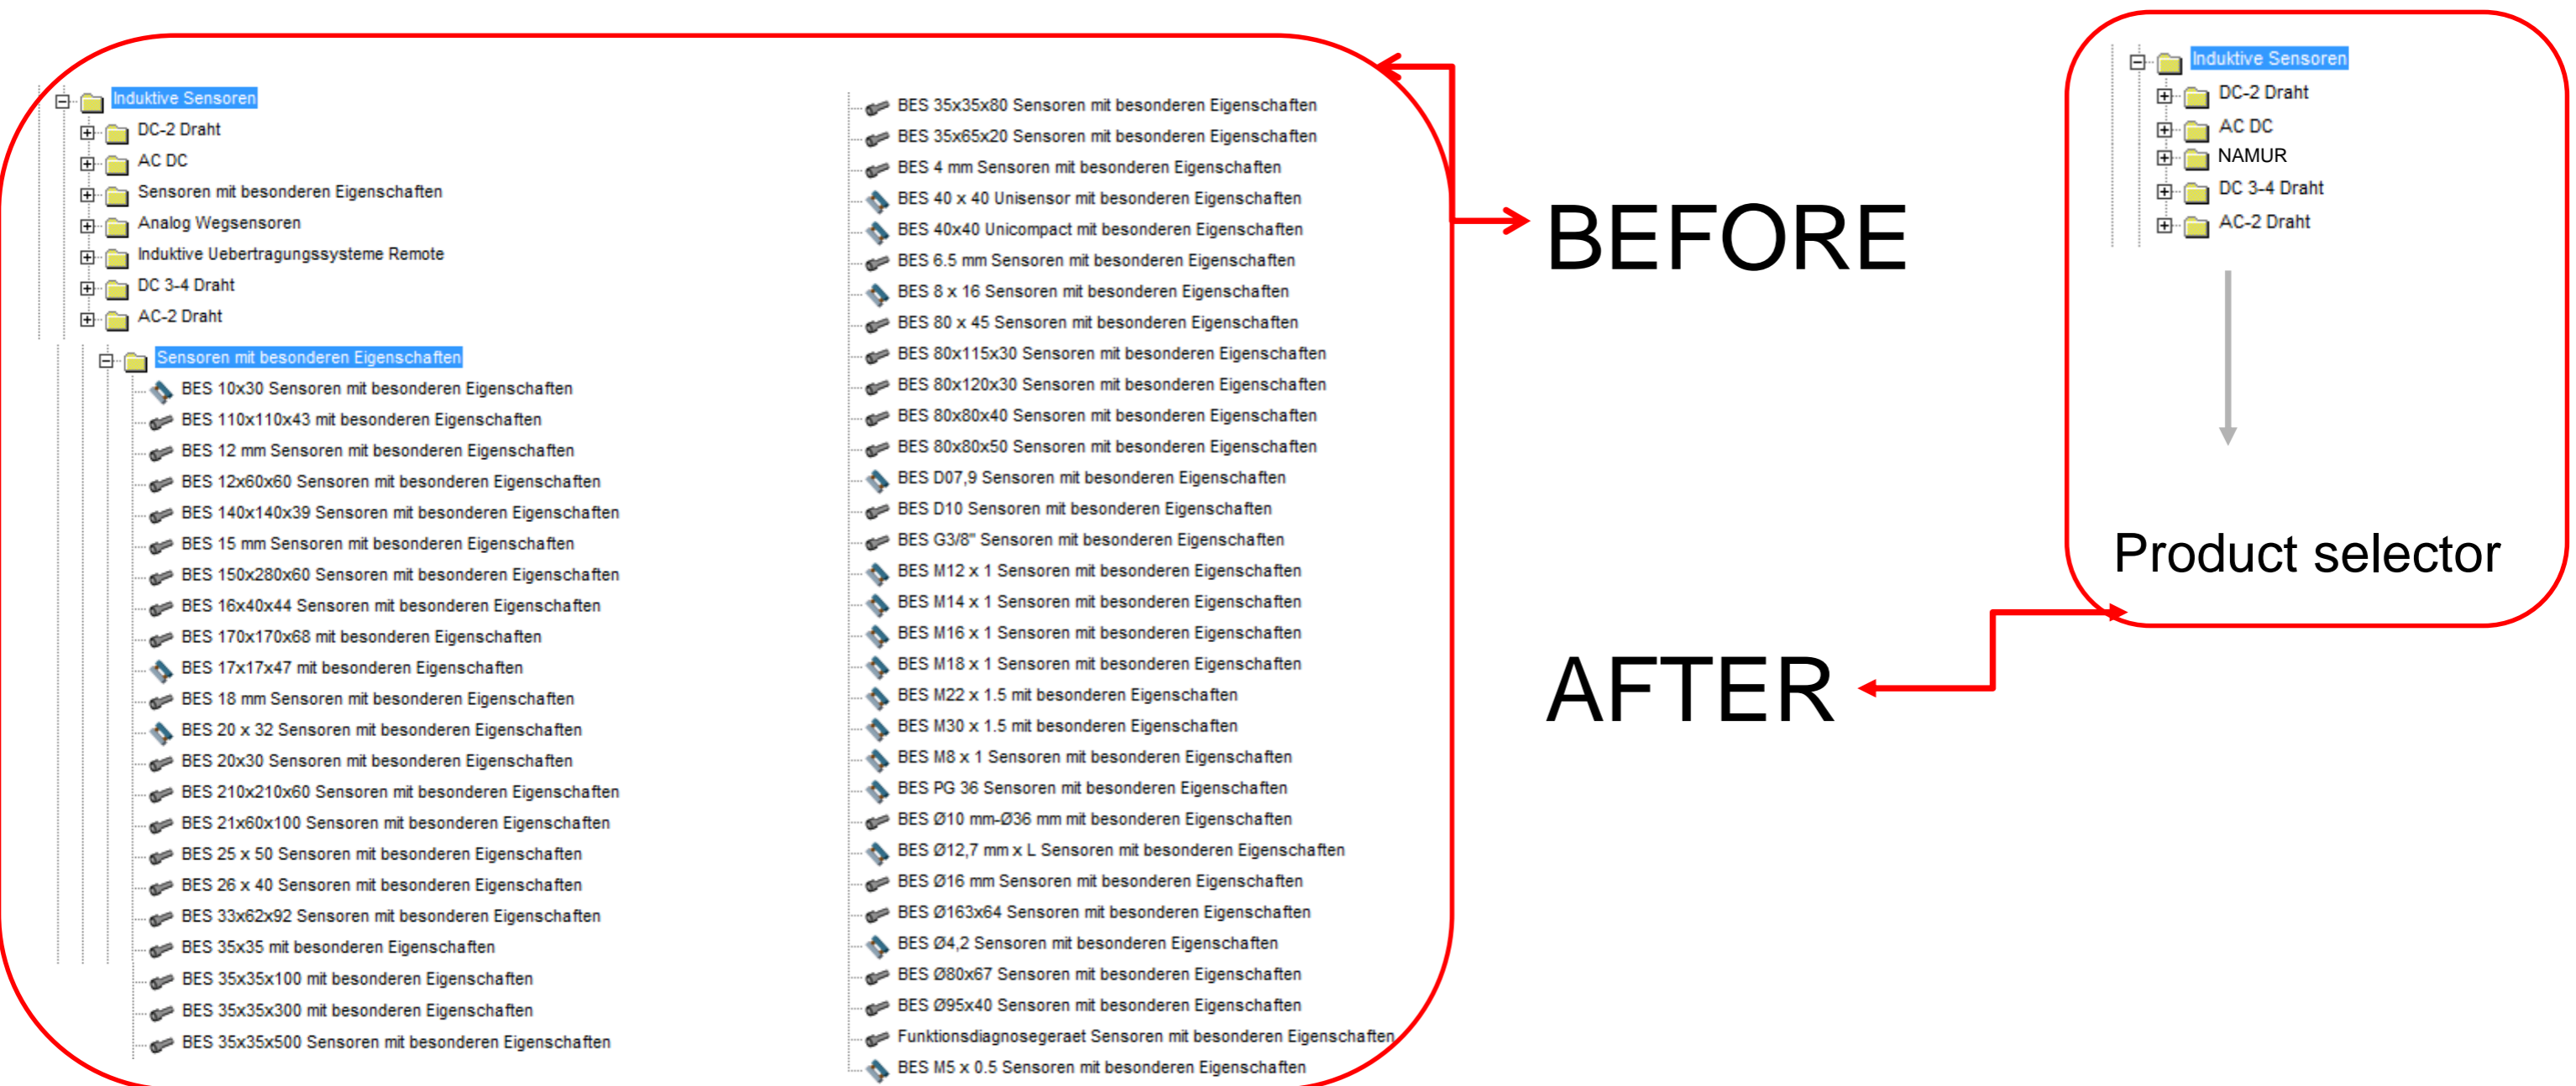 Induktive Sensoren
DC-2 Draht
AC DC
Sensoren mit besonderen Eigenschaften
Analog Wegsensoren
Induktive Uebertragungssysteme Remote
DC 3-4 Draht
AC-2 Draht
Sensoren mit besonderen Eigenschaften
BES 10x30 Sensoren mit besonderen Eigenschaften
BES 110x110x43 mit besonderen Eigenschaften
BES 12 mm Sensoren mit besonderen Eigenschaften
BES 12x60x60 Sensoren mit besonderen Eigenschaften
BES 140x140x39 Sensoren mit besonderen Eigenschaften
BES 15 mm Sensoren mit besonderen Eigenschaften
BES 150x280x60 Sensoren mit besonderen Eigenschaften
BES 16x40x44 Sensoren mit besonderen Eigenschaften
BES 170x170x68 mit besonderen Eigenschaften
BES 17x17x47 mit besonderen Eigenschaften
BES 18 mm Sensoren mit besonderen Eigenschaften
BES 20 x 32 Sensoren mit besonderen Eigenschaften
BES 20x30 Sensoren mit besonderen Eigenschaften
BES 210x210x60 Sensoren mit besonderen Eigenschaften
BES 21x60x100 Sensoren mit besonderen Eigenschaften
BES 25 x 50 Sensoren mit besonderen Eigenschaften
BES 26 x 40 Sensoren mit besonderen Eigenschaften
BES 33x62x92 Sensoren mit besonderen Eigenschaften
BES 35x35 mit besonderen Eigenschaften
BES 35x35x100 mit besonderen Eigenschaften
BES 35x35x300 mit besonderen Eigenschaften
BES 35x35x500 Sensoren mit besonderen Eigenschaften
BES 35x35x80 Sensoren mit besonderen Eigenschaften
BES 35x65x20 Sensoren mit besonderen Eigenschaften
BES 4 mm Sensoren mit besonderen Eigenschaften
BES 40 x 40 Unisensor mit besonderen Eigenschaften
BES 40x40 Unicompact mit besonderen Eigenschaften
BES 6.5 mm Sensoren mit besonderen Eigenschaften
BES 8 x 16 Sensoren mit besonderen Eigenschaften
BES 80 x 45 Sensoren mit besonderen Eigenschaften
BES 80x115x30 Sensoren mit besonderen Eigenschaften
BES 80x120x30 Sensoren mit besonderen Eigenschaften
BES 80x80x40 Sensoren mit besonderen Eigenschaften
BES 80x80x50 Sensoren mit besonderen Eigenschaften
BES D07,9 Sensoren mit besonderen Eigenschaften
BES D10 Sensoren mit besonderen Eigenschaften
BES G3/8" Sensoren mit besonderen Eigenschaften
BES M12 x 1 Sensoren mit besonderen Eigenschaften
BES M14 x 1 Sensoren mit besonderen Eigenschaften
BES M16 x 1 Sensoren mit besonderen Eigenschaften
BES M18 x 1 Sensoren mit besonderen Eigenschaften
BES M22 x 1.5 mit besonderen Eigenschaften
BES M30 x 1.5 mit besonderen Eigenschaften
BES M8 x 1 Sensoren mit besonderen Eigenschaften
BES PG 36 Sensoren mit besonderen Eigenschaften
BES Ø10 mm-Ø36 mm mit besonderen Eigenschaften
BES Ø12,7 mm x L Sensoren mit besonderen Eigenschaften
BES Ø16 mm Sensoren mit besonderen Eigenschaften
BES Ø163x64 Sensoren mit besonderen Eigenschaften
BES Ø4,2 Sensoren mit besonderen Eigenschaften
BES Ø80x67 Sensoren mit besonderen Eigenschaften
BES Ø95x40 Sensoren mit besonderen Eigenschaften
Funktionsdiagnosegeraet Sensoren mit besonderen Eigenschaften
BES M5 x 0.5 Sensoren mit besonderen Eigenschaften
BEFORE
AFTER
Induktive Sensoren
DC-2 Draht
AC DC
NAMUR
DC 3-4 Draht
AC-2 Draht
Product selector